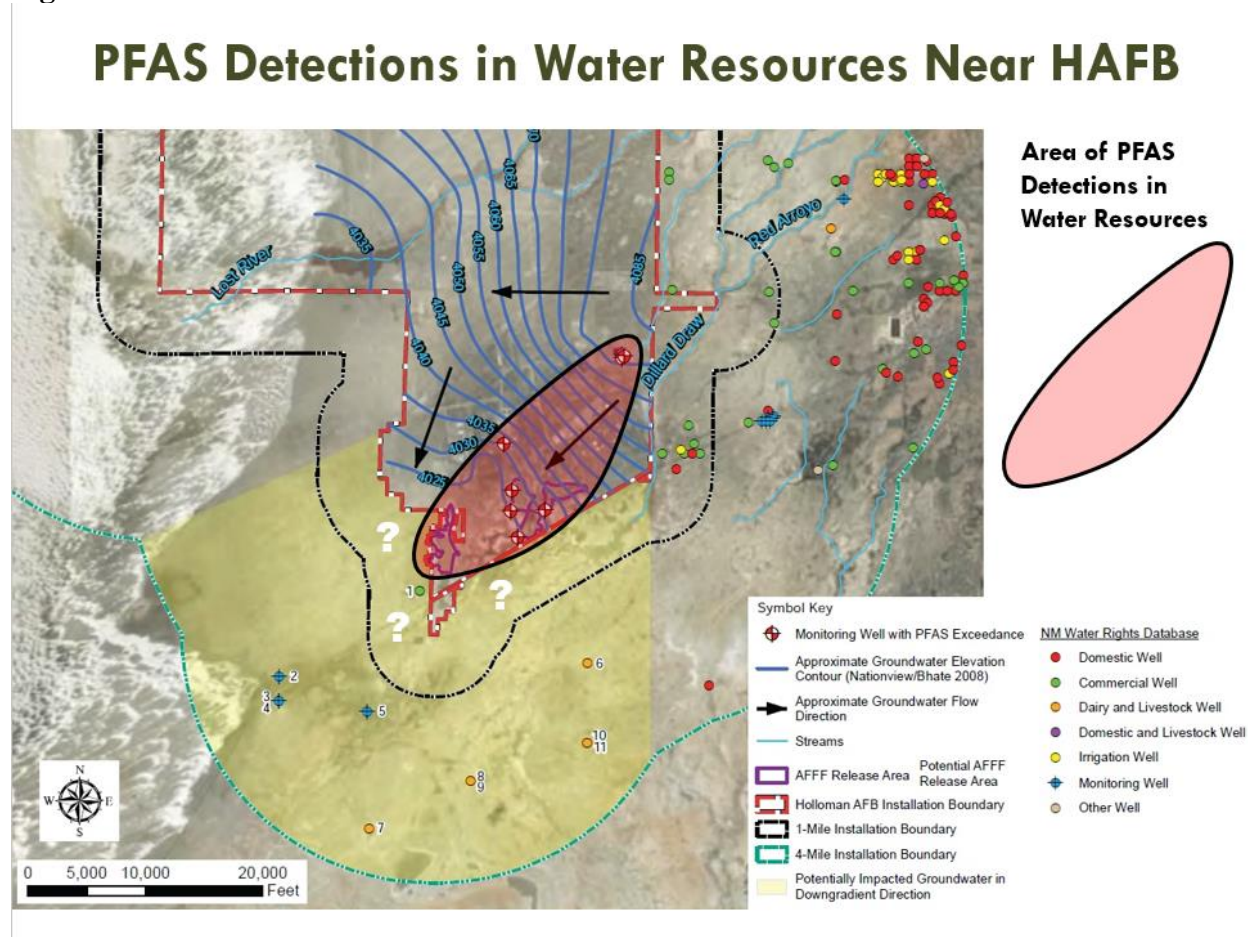 PFAS Detections in Water Resources Near HAFB
Area of PFAS
Detections in
Water Resources
4065
4060
4055
4050
4045
4040
4035
4085
Lost River
Red Arroyo
Dillard Draw
4035
4030
4025
?
?
?
1
2
3
4
5
6
10
11
8
9
7
N
W
E
S
0
5,000
10,000
20,000
Feet
Symbol Key
Monitoring Well with PFAS Exceedance
Approximate Groundwater Elevation
Contour (Nationview/Bhate 2008)
Approximate Groundwater Flow
Direction
Streams
AFFF Release Area
Potential AFFF
Release Area
Holloman AFB Installation Boundary
1-Mile Installation Boundary
4-Mile Installation Boundary
Potentially Impacted Groundwater in
Downgradient Direction
NM Water Rights Database
Domestic Well
Commercial Well
Dairy and Livestock Well
Domestic and Livestock Well
Irrigation Well
Monitoring Well
Other Well